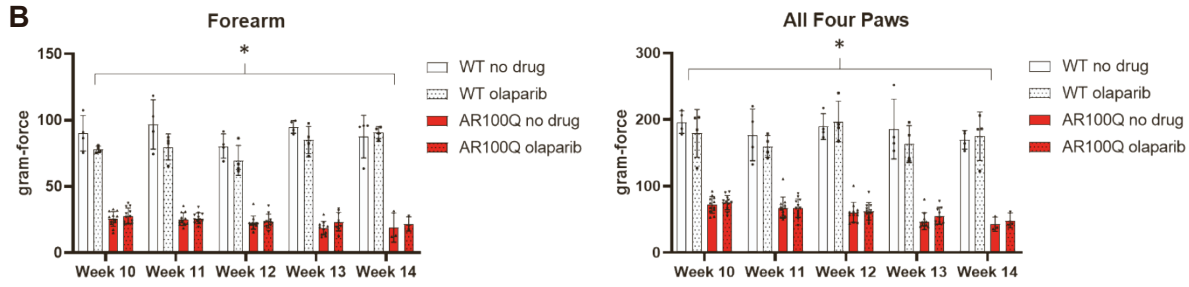 B
Forearm
*
gram-force
150
100
50
0
Week 10 Week 11 Week 12 Week 13 Week 14
WT no drug
WT olaparib
AR100Q no drug
AR100Q olaparib
All Four Paws
*
gram-force
300
200
100
0
Week 10 Week 11 Week 12 Week 13 Week 14
WT no drug
WT olaparib
AR100Q no drug
AR100Q olaparib